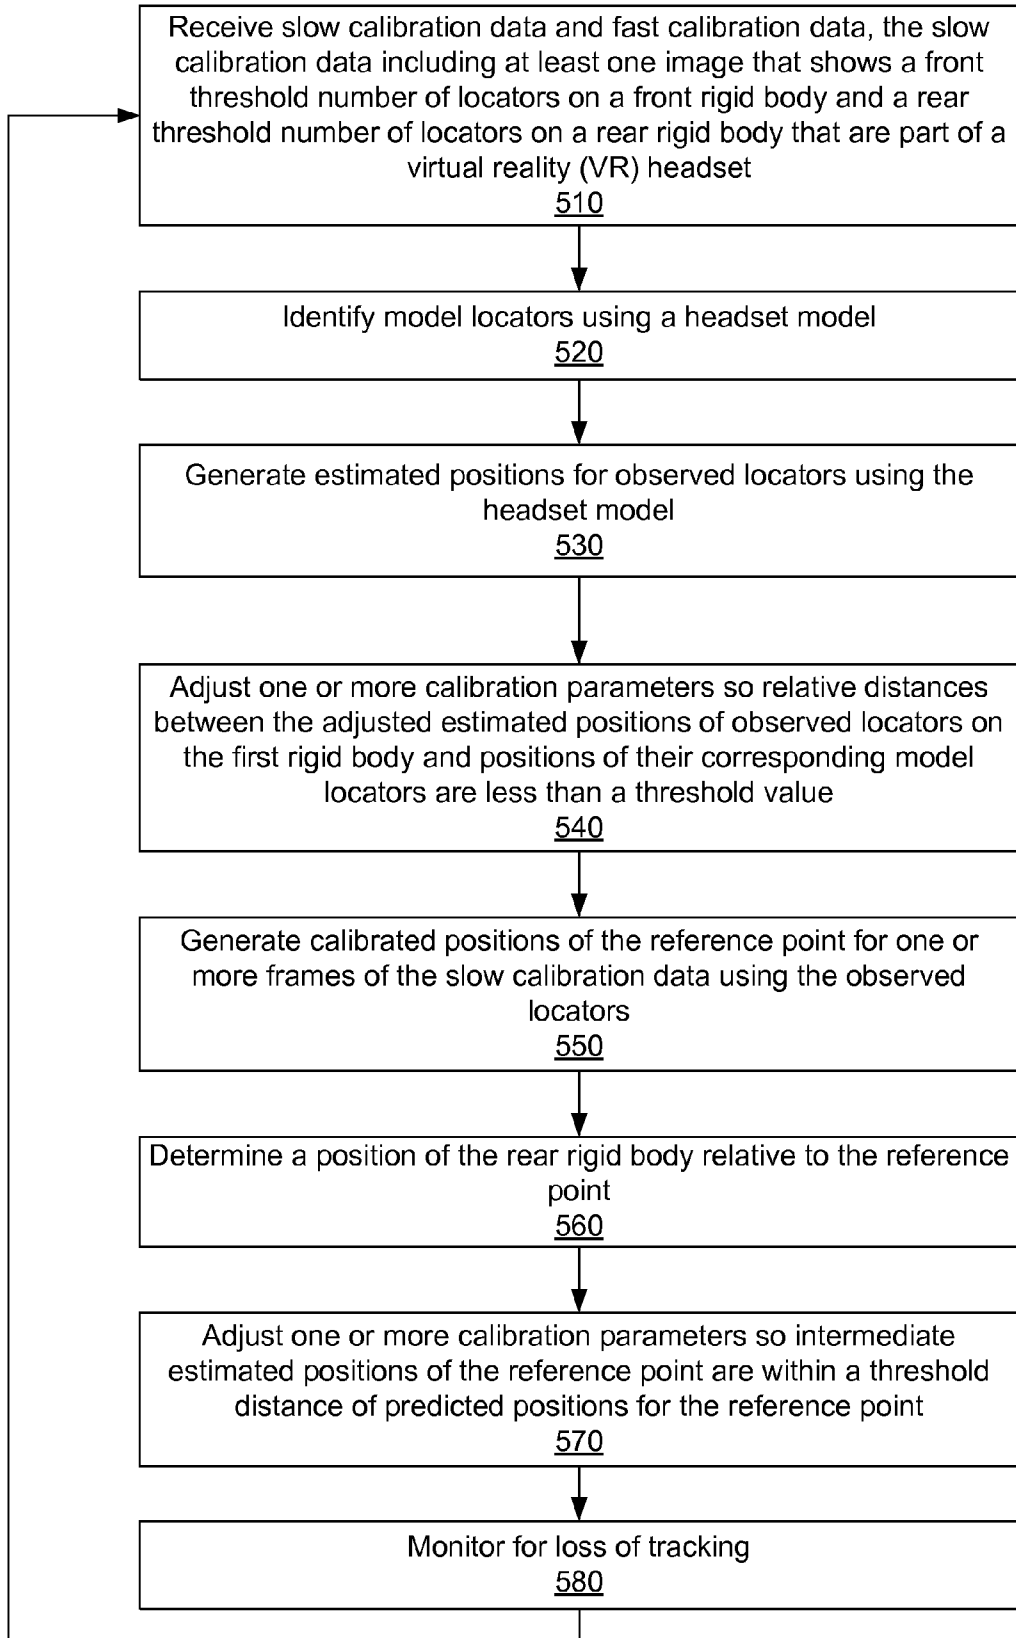 Receive slow calibration data and fast calibration data, the slow
calibration data including at least one image that shows a front
threshold number of locators on a front rigid body and a rear
threshold number of locators on a rear rigid body that are part of a
virtual reality (VR) headset
510
Identify model locators using a headset model
520
Generate estimated positions for observed locators using the
headset model
530
Adjust one or more calibration parameters so relative distances
between the adjusted estimated positions of observed locators on
the first rigid body and positions of their corresponding model
locators are less than a threshold value
540
Generate calibrated positions of the reference point for one or
more frames of the slow calibration data using the observed
locators
550
Determine a position of the rear rigid body relative to the reference
point
560
Adjust one or more calibration parameters so intermediate
estimated positions of the reference point are within a threshold
distance of predicted positions for the reference point
570
Monitor for loss of tracking
580